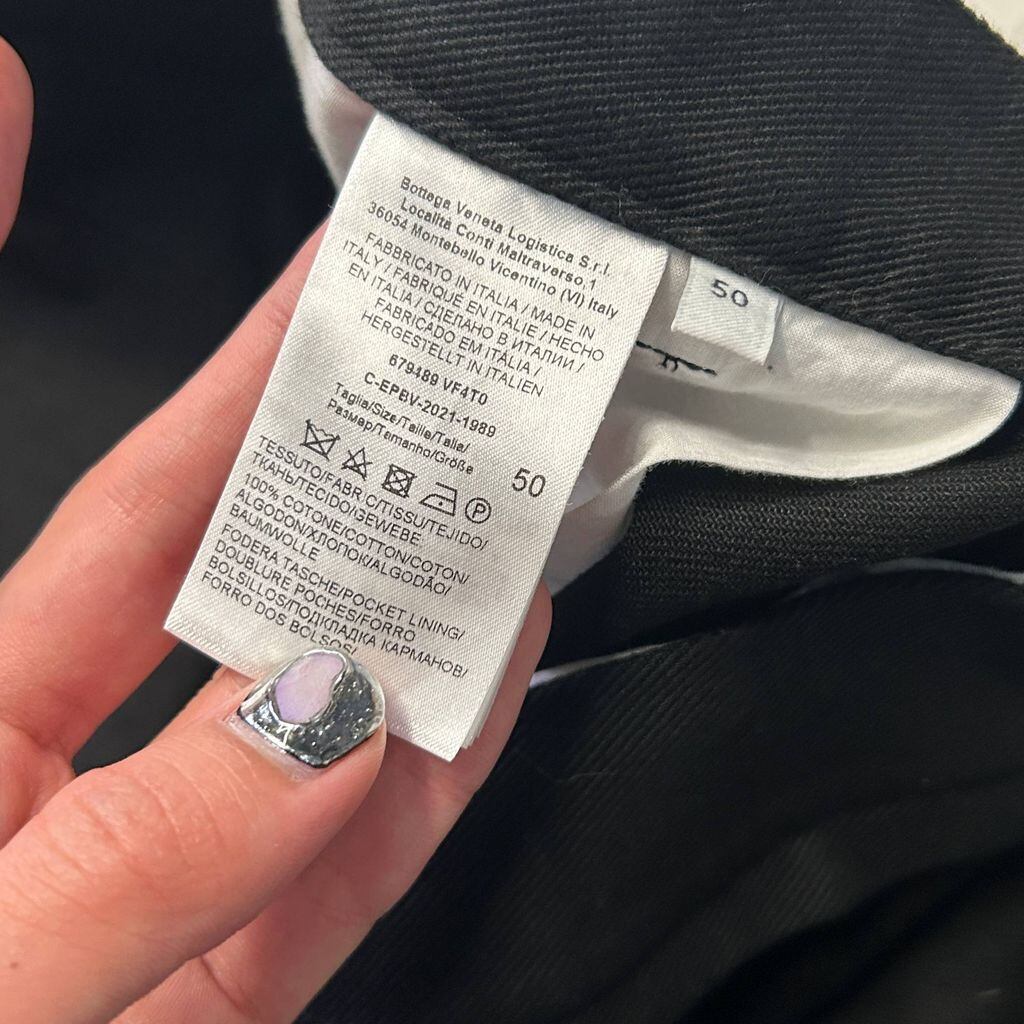 Bottega Veneta Logistica S.r.l.
Località Conti Maltraverso,1
36054 Montebello Vicentino (VI) Italy
FABBRICATO IN ITALIA / MADE IN
ITALY / FABRIQUÉ EN ITALIE / HECHO
EN ITALIA / СДЕЛАНО В ИТАЛИИ /
FABRICADO EM ITALIA /
HERGESTELLT IN ITALIEN
679489 VF4T0
C-EPBV-2021-1989
Taglia/Size/Taille/Talla/
Размер/Tamanho/Größe
50
P
TESSUTO/FABRIC/TISSU/TEJIDO/
ТКАНЬ/TECIDO/GEWEBE
100% COTONE/COTTON/COTON/
ALGODON/ХЛОПОК/ALGODÃO/
BAUMWOLLE
FODERA TASCHE/POCKET LINING/
DOUBLURE POCHES/FORRO
BOLSILLOS/ПОДКЛАДКА КАРМАНОВ/
FORRO DOS BOLSOS/
50